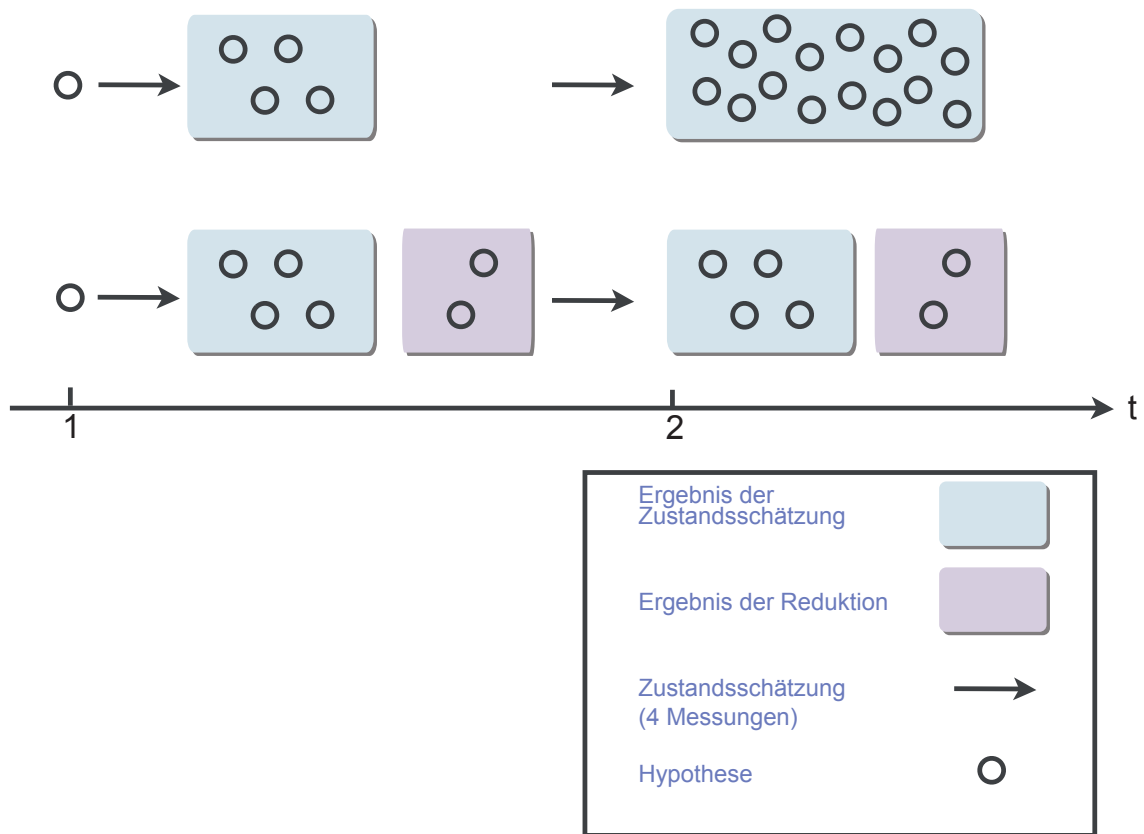 t
1
2
Ergebnis der
Zustandsschätzung
Ergebnis der Reduktion
Zustandsschätzung
(4 Messungen)
Hypothese